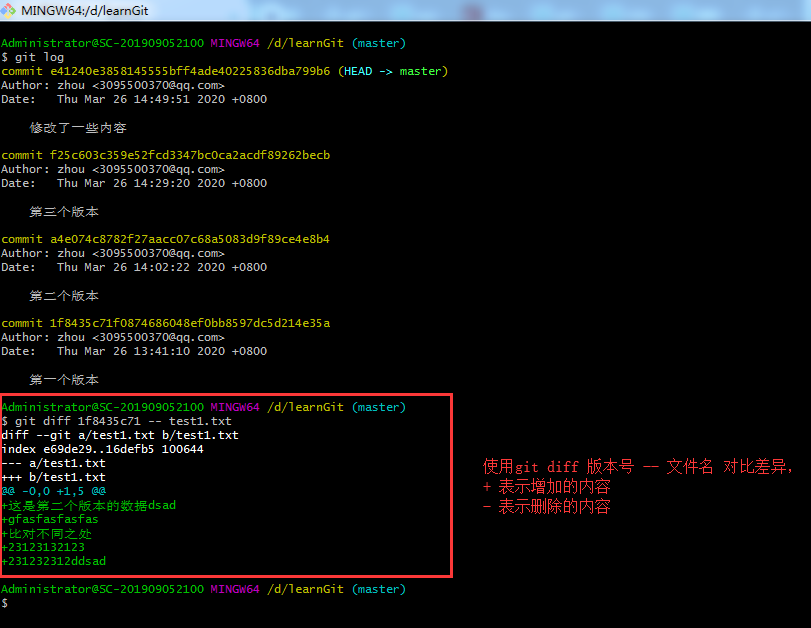 MINGW64:/d/learnGit
Administrator@SC-201909052100 MINGW64 /d/learnGit (master)
$ git log
commit e41240e3858145555bff4ade40225836dba799b6 (HEAD -> master)
Author: zhou <3095500370@qq.com>
Date:   Thu Mar 26 14:49:51 2020 +0800
修改了一些内容
commit f25c603c359e52fcd3347bc0ca2acdf89262becb
Author: zhou <3095500370@qq.com>
Date:   Thu Mar 26 14:29:20 2020 +0800
第三个版本
commit a4e074c8782f27aacc07c68a5083d9f89ce4e8b4
Author: zhou <3095500370@qq.com>
Date:   Thu Mar 26 14:02:22 2020 +0800
第二个版本
commit 1f8435c71f0874686048ef0bb8597dc5d214e35a
Author: zhou <3095500370@qq.com>
Date:   Thu Mar 26 13:41:10 2020 +0800
第一个版本
Administrator@SC-201909052100 MINGW64 /d/learnGit (master)
$ git diff 1f8435c71 -- test1.txt
diff --git a/test1.txt b/test1.txt
index e69de29..16defb5 100644
--- a/test1.txt
+++ b/test1.txt
@@ -0,0 +1,5 @@
+这是第二个版本的数据dsad
+gfasfasfasfas
+比对不同之处
+23123132123
+231232312ddsad
使用git diff 版本号 -- 文件名 对比差异，
+ 表示增加的内容
- 表示删除的内容
Administrator@SC-201909052100 MINGW64 /d/learnGit (master)
$